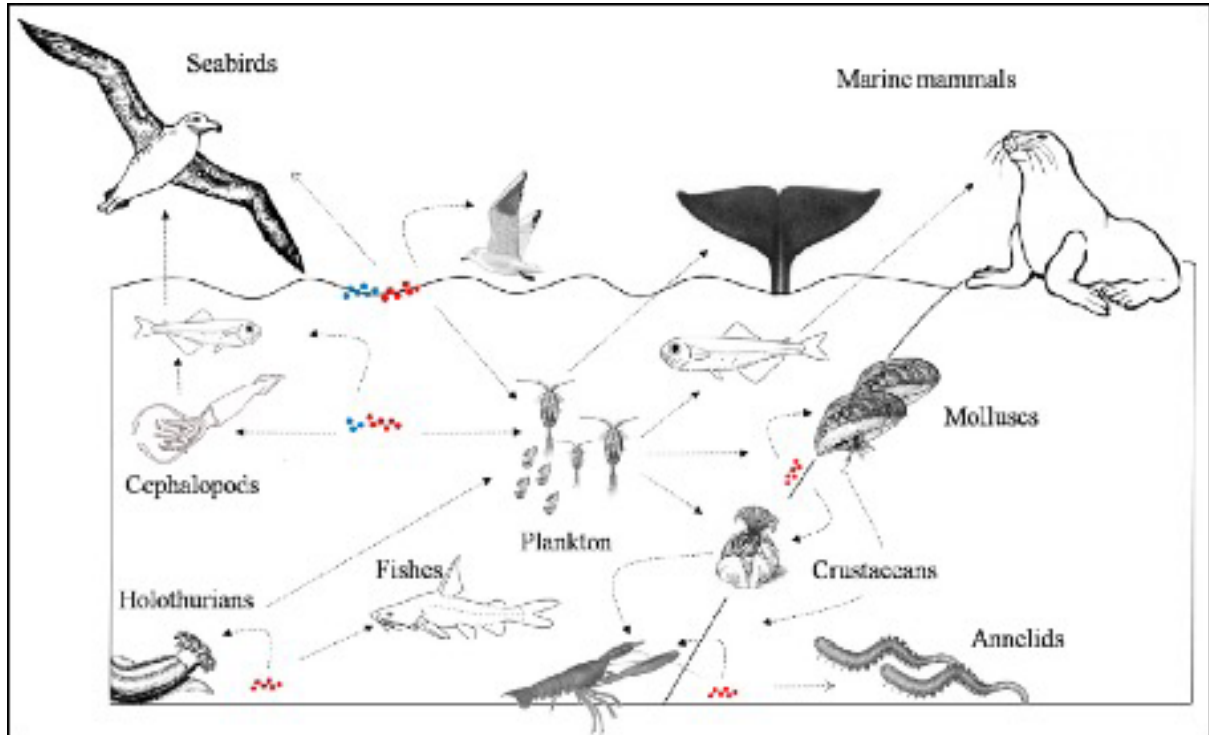 Seabirds
Marine mammals
Molluscs
Cephalopods
Plankton
Crustaceans
Fishes
Holothurians
Annelids